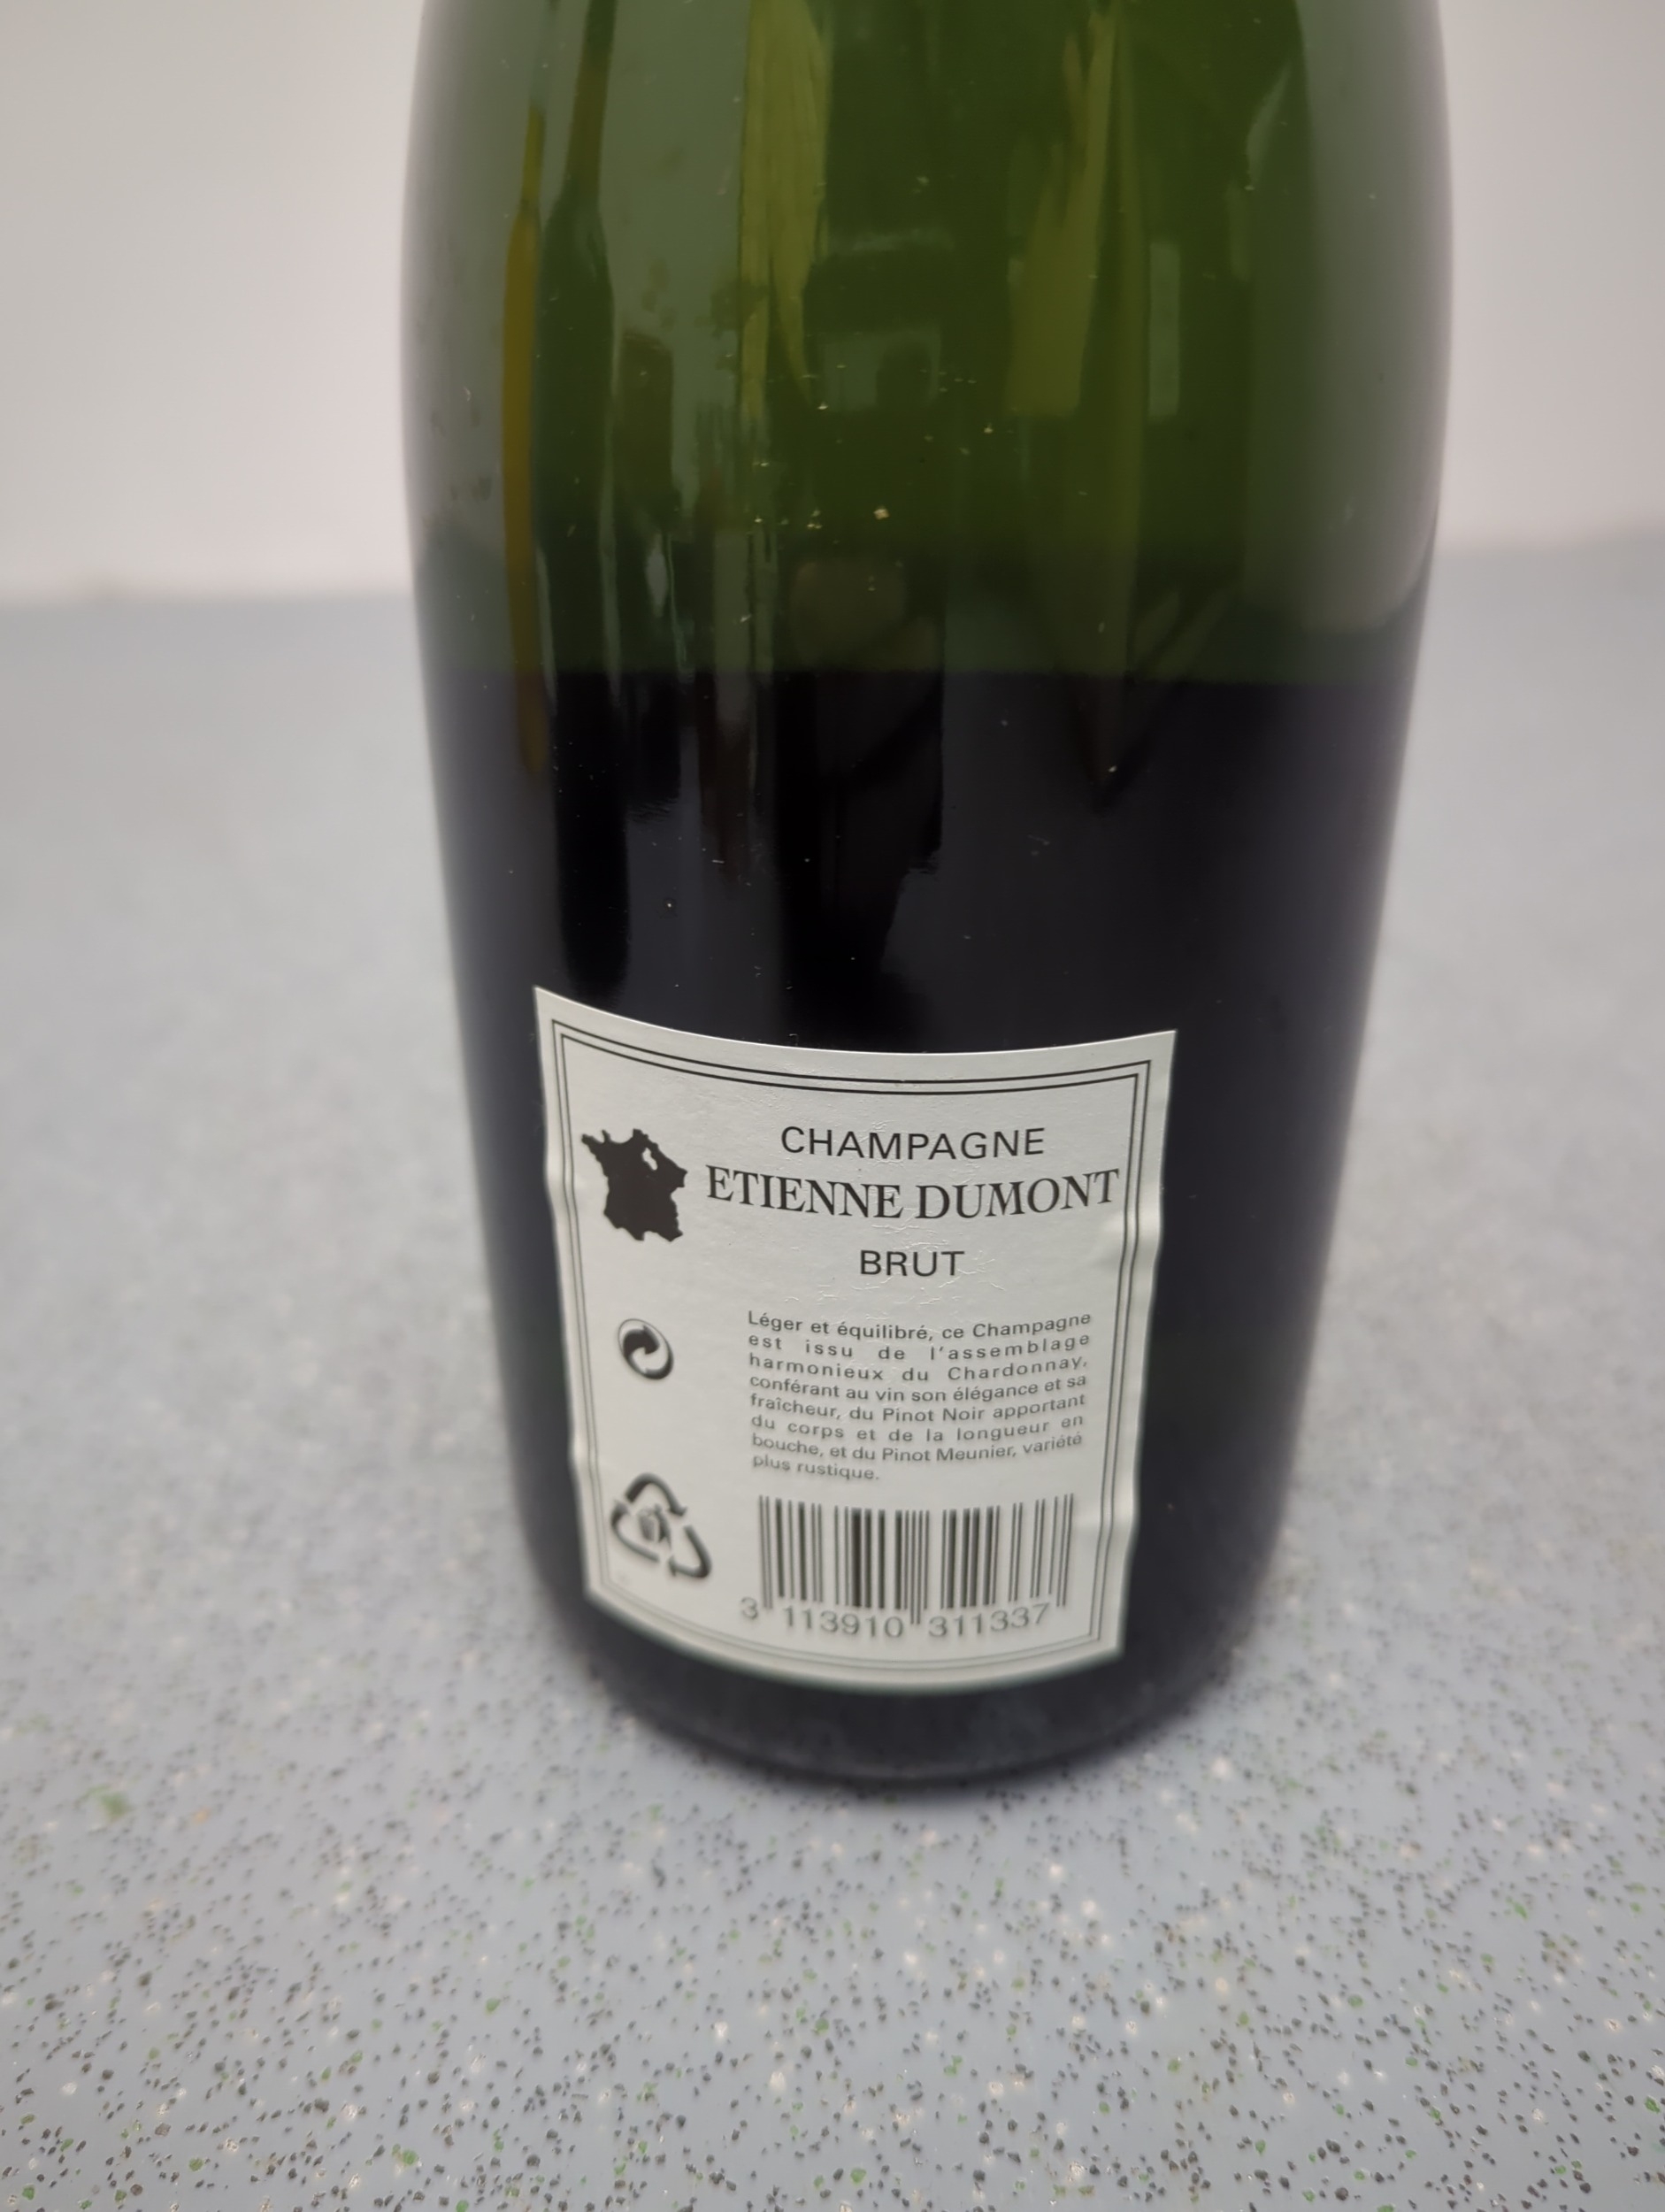 CHAMPAGNE
ETIENNE DUMONT
BRUT
Léger et équilibré, ce Champagne
est issu de l'assemblage
harmonieux du Chardonnay,
conférant au vin son élégance et sa
fraîcheur, du Pinot Noir apportant
du corps et de la longueur en
bouche, et du Pinot Meunier, variété
plus rustique.
3 113910 311337